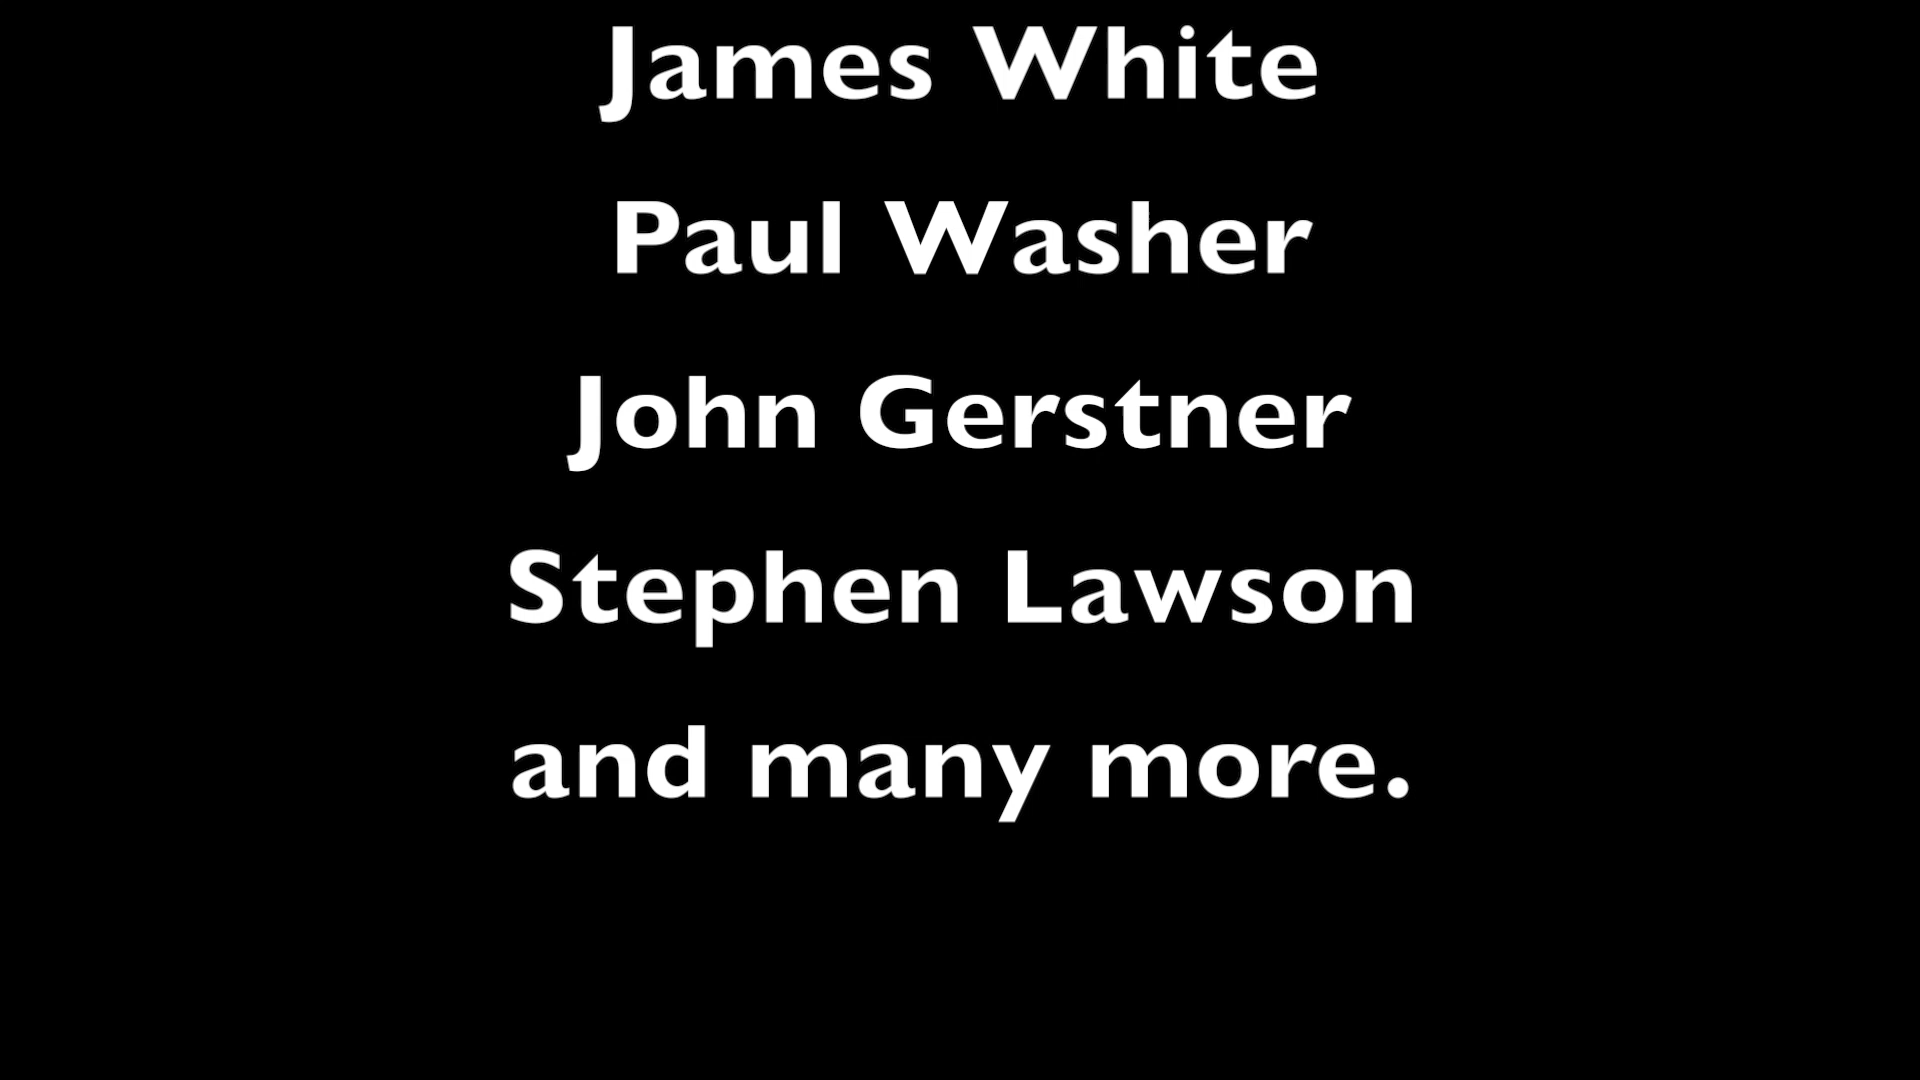 James White
Paul Washer
John Gerstner
Stephen Lawson
and many more.